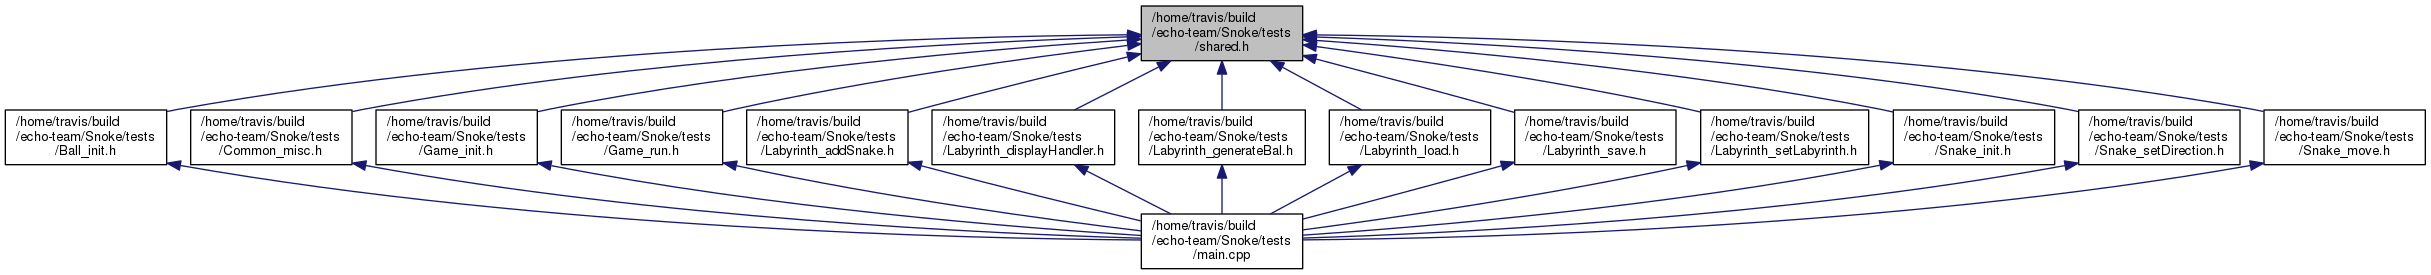 /home/travis/build
/echo-team/Snoke/tests
/shared.h
/home/travis/build
/echo-team/Snoke/tests
/Ball_init.h
/home/travis/build
/echo-team/Snoke/tests
/Common_misc.h
/home/travis/build
/echo-team/Snoke/tests
/Game_init.h
/home/travis/build
/echo-team/Snoke/tests
/Game_run.h
/home/travis/build
/echo-team/Snoke/tests
/Labyrinth_addSnake.h
/home/travis/build
/echo-team/Snoke/tests
/Labyrinth_displayHandler.h
/home/travis/build
/echo-team/Snoke/tests
/Labyrinth_generateBal.h
/home/travis/build
/echo-team/Snoke/tests
/Labyrinth_load.h
/home/travis/build
/echo-team/Snoke/tests
/Labyrinth_save.h
/home/travis/build
/echo-team/Snoke/tests
/Labyrinth_setLabyrinth.h
/home/travis/build
/echo-team/Snoke/tests
/Snake_init.h
/home/travis/build
/echo-team/Snoke/tests
/Snake_setDirection.h
/home/travis/build
/echo-team/Snoke/tests
/Snake_move.h
/home/travis/build
/echo-team/Snoke/tests
/main.cpp